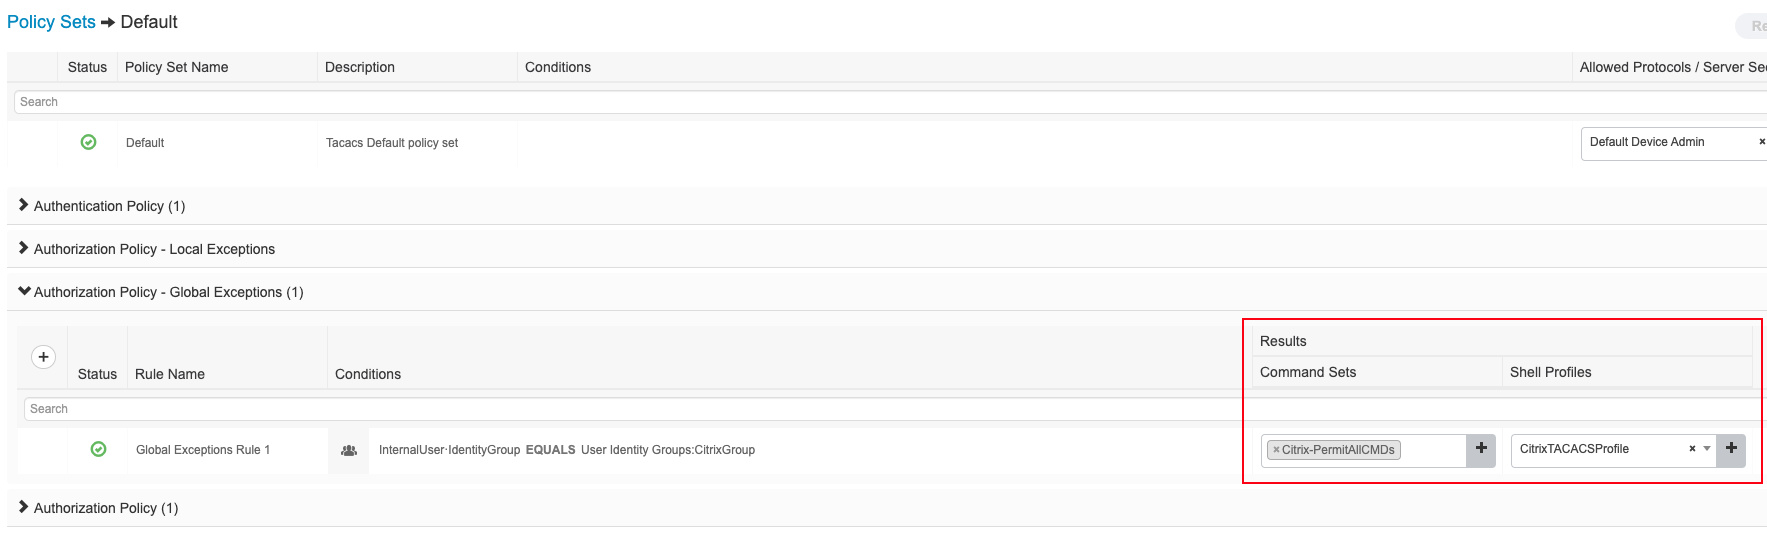 Policy Sets → Default
Re
Status Policy Set Name Description Conditions Allowed Protocols / Server Se
Search
Default Tacacs Default policy set Default Device Admin ×
Authentication Policy (1)
Authorization Policy - Local Exceptions
Authorization Policy - Global Exceptions (1)
Results
+ Status Rule Name Conditions Command Sets Shell Profiles
Search
Global Exceptions Rule 1 InternalUser·IdentityGroup EQUALS User Identity Groups:CitrixGroup × Citrix-PermitAllCMDs + CitrixTACACSProfile × +
Authorization Policy (1)